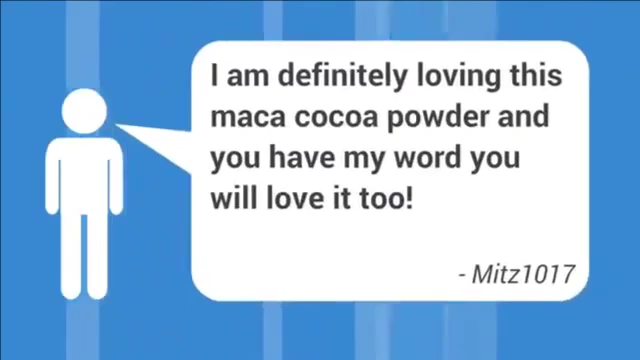 I am definitely loving this
maca cocoa powder and
you have my word you
will love it too!
- Mitz1017